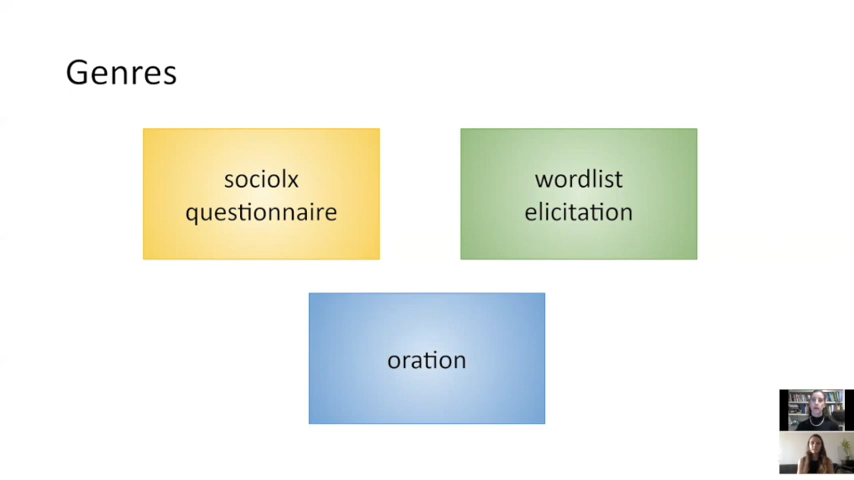 Genres
sociolx
questionnaire
wordlist
elicitation
oration